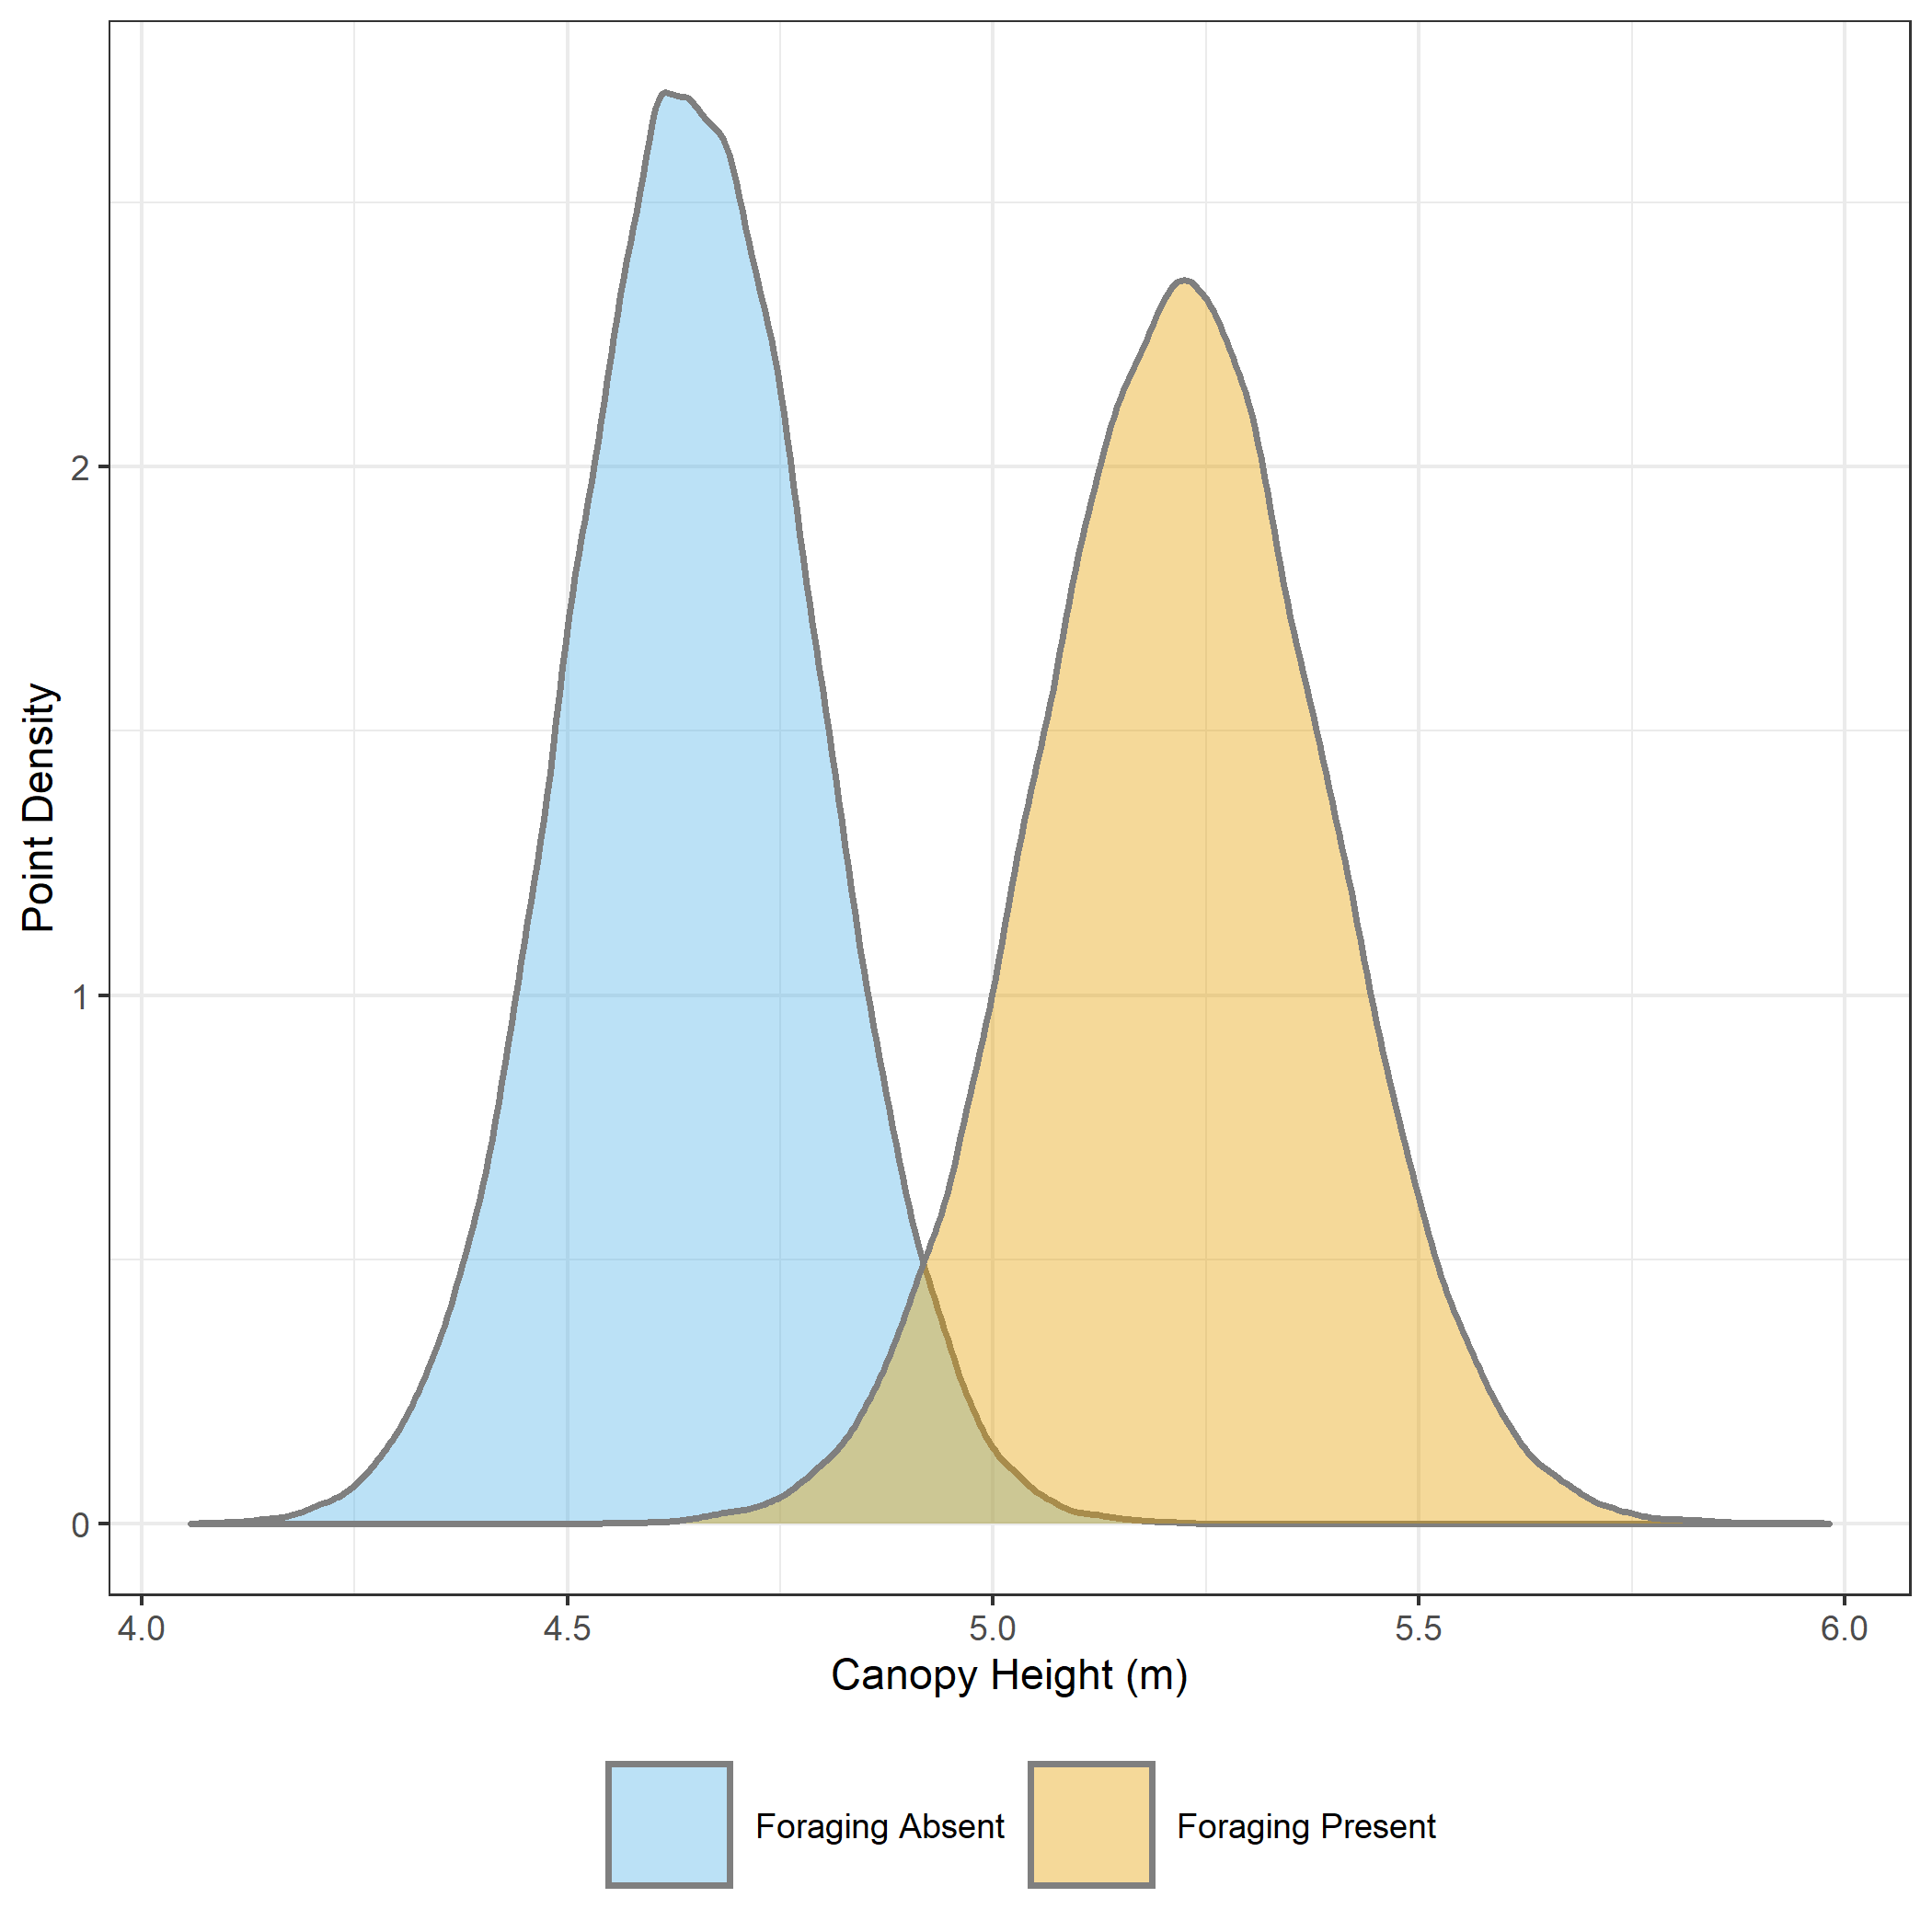 Point Density
2
1
0
4.0 4.5 5.0 5.5 6.0
Canopy Height (m)
Foraging Absent Foraging Present